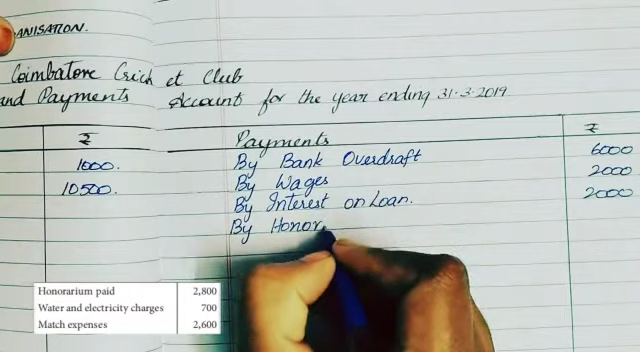 ANISATION.
Coimbatore Crick et Club
and Payments Account for the year ending 31-3-2019
₹ Payments ₹
1000. By Bank Overdraft 6000
10500. By Wages 2000
By Interest on Loan. 2000
By Honor
Honorarium paid 2,800
Water and electricity charges 700
Match expenses 2,600